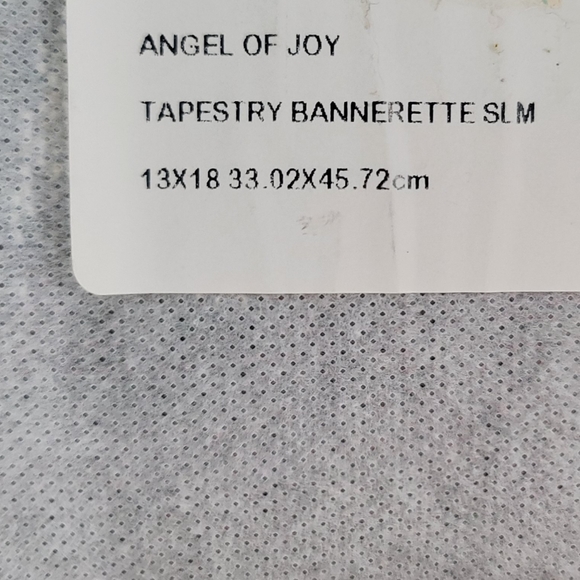 ANGEL OF JOY
TAPESTRY BANNERETTE SLM
13X18 33.02X45.72cm